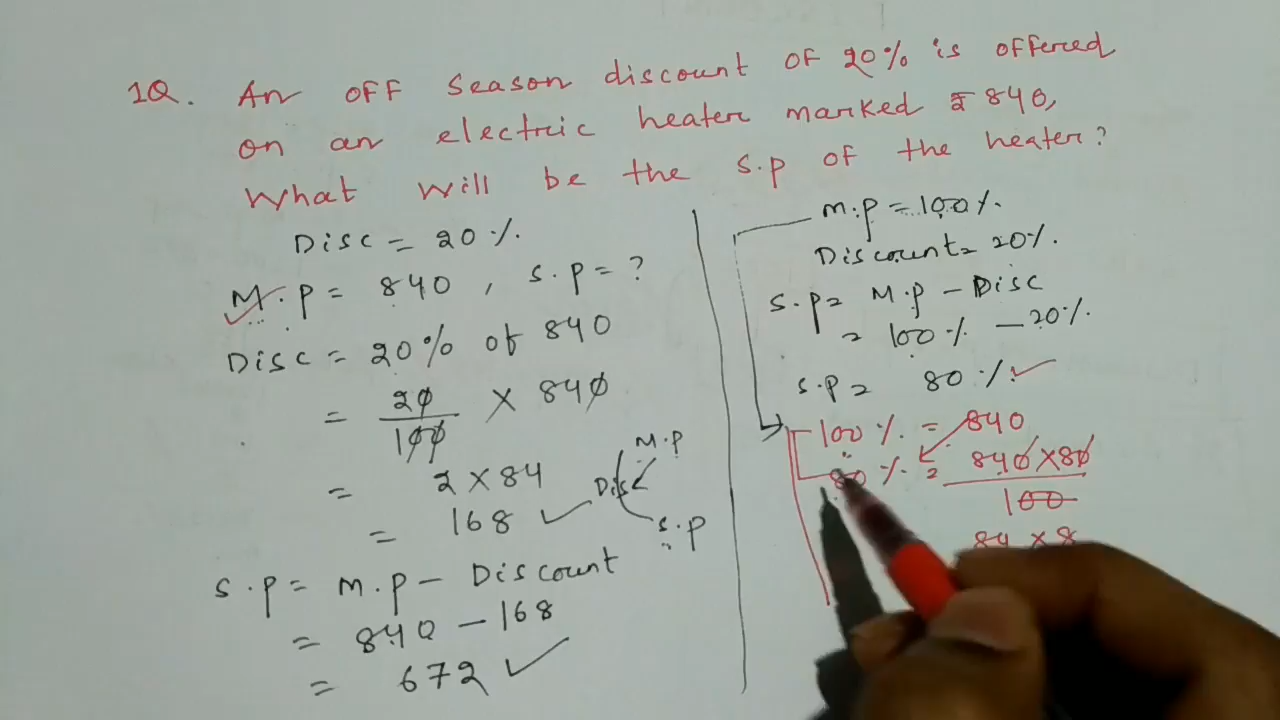 1Q. An off season discount of 20% is offered
on an electric heater marked ₹ 840,
What will be the S.P of the heater?
Disc = 20%.
M.P = 840, S.P = ?
Disc = 20% of 840
= 20/100 × 840
= 2 × 84
= 168 ✓
M.P
Disc
S.P
S.P = M.P - Discount
= 840 - 168
= 672 ✓
M.P = 100%.
Discount = 20%.
S.P = M.P - Disc
= 100% - 20%.
S.P = 80% ✓
100% = 840
80% = 840×80/100
84 × 8